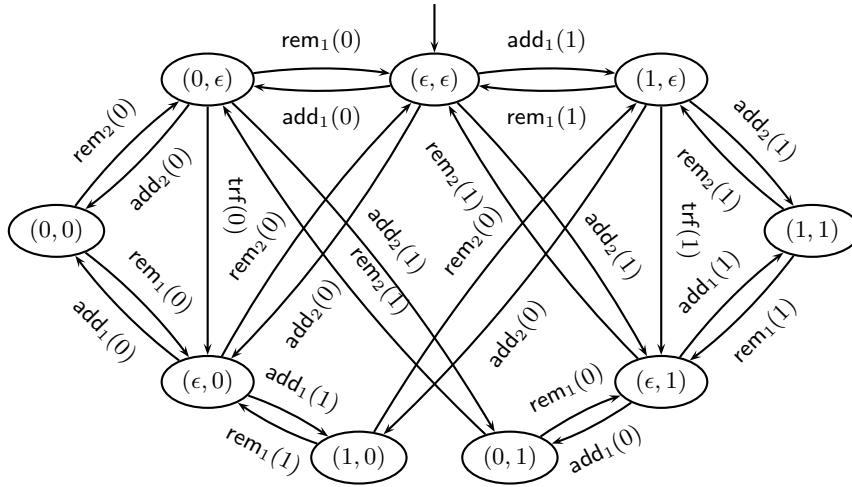 rem₁(0)
add₁(1)
(0, ϵ)
(ϵ, ϵ)
(1, ϵ)
add₁(0)
rem₁(1)
rem₂(0)
add₂(0)
add₂(1)
rem₂(1)
trf(0)
rem₂(0)
add₂(1)
rem₂(1)
rem₂(1)
rem₂(0)
add₂(1)
trf(1)
(0, 0)
(1, 1)
rem₁(0)
add₁(0)
add₂(0)
add₂(0)
add₁(1)
rem₁(1)
(ϵ, 0)
(ϵ, 1)
add₁(1)
rem₁(1)
rem₁(0)
add₁(0)
(1, 0)
(0, 1)